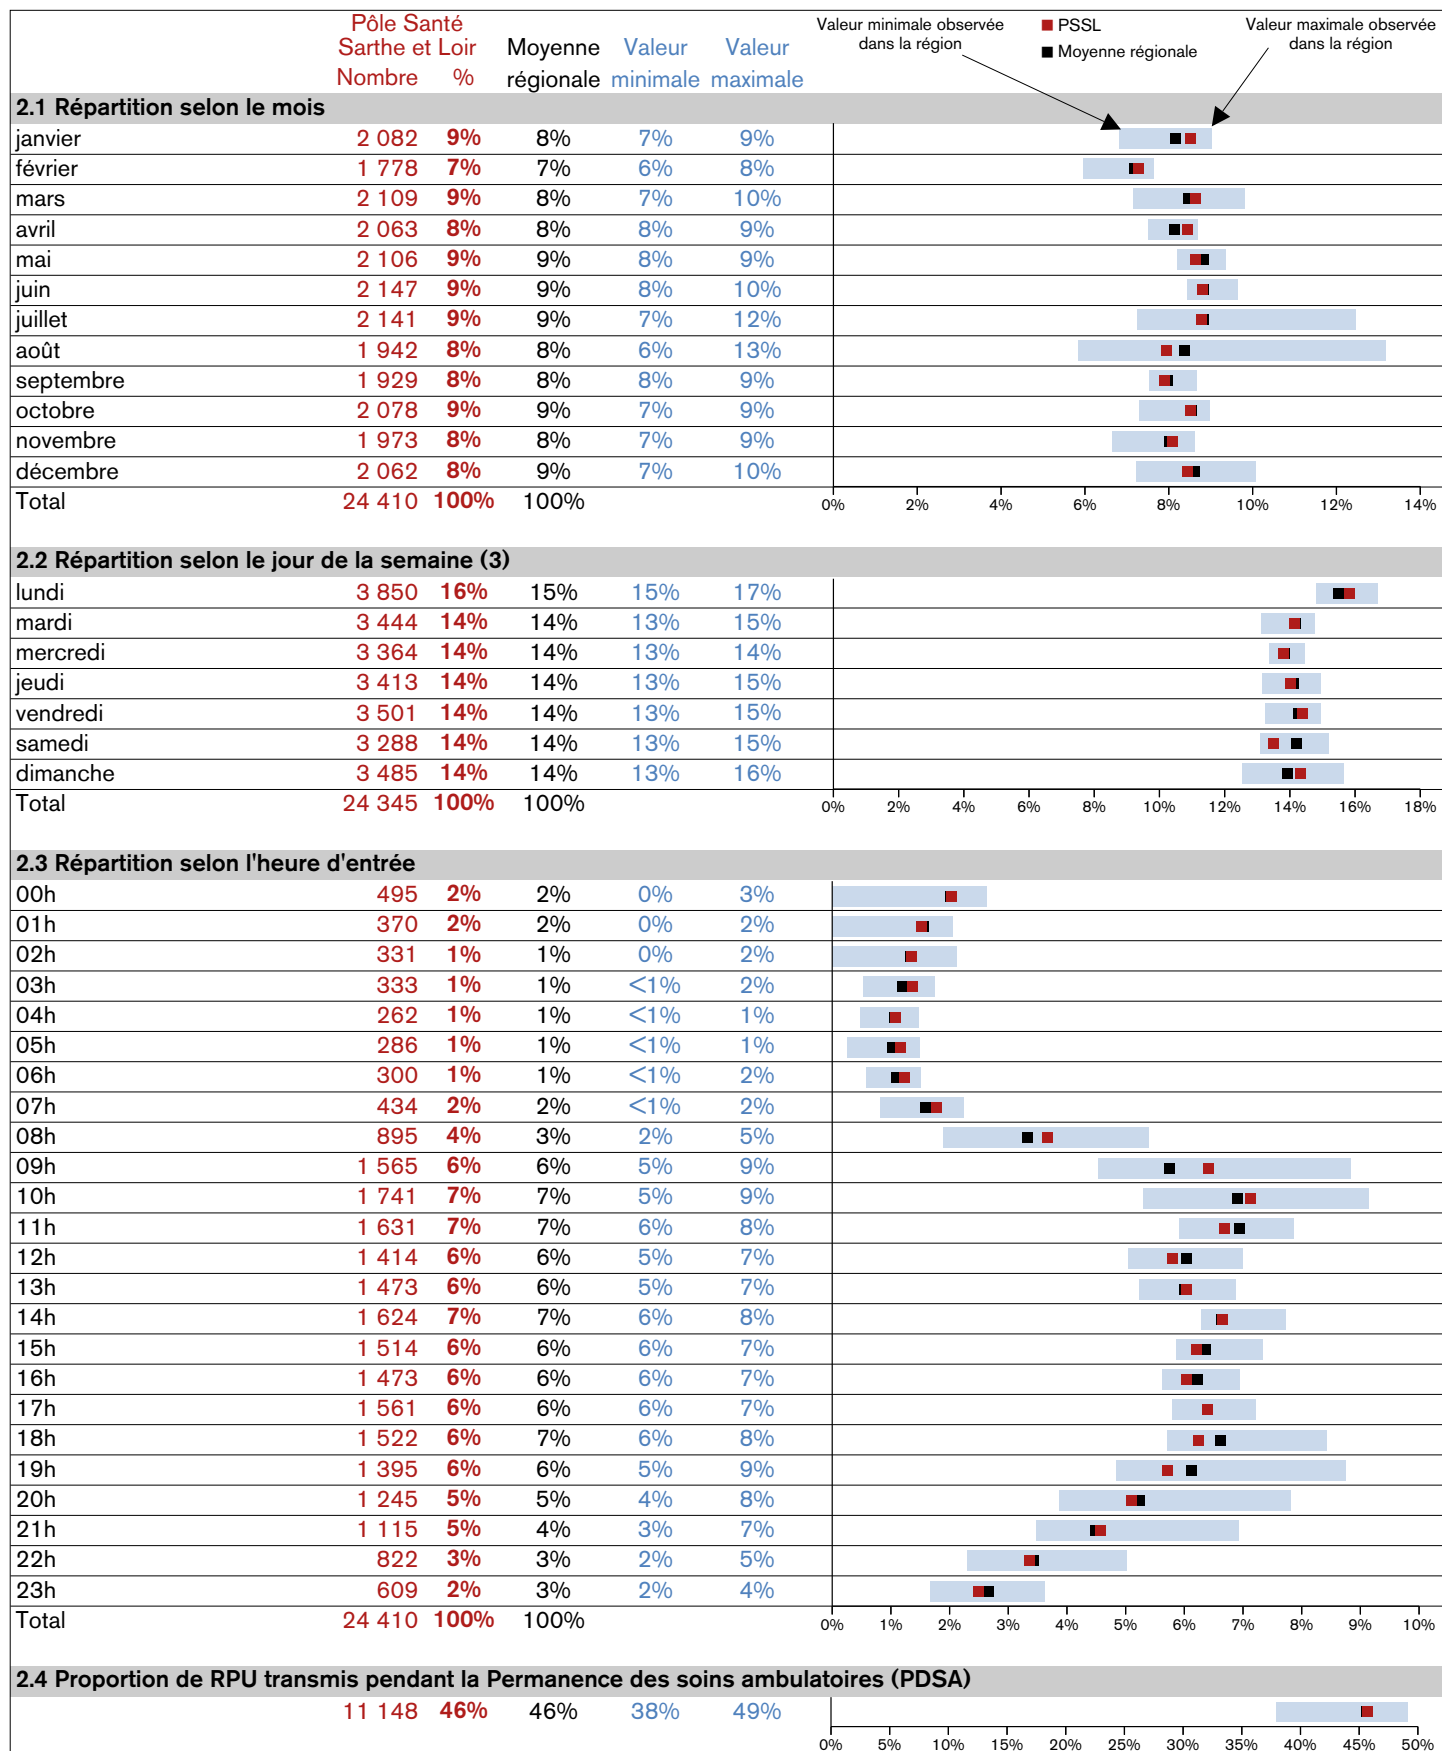 Pôle Santé
Sarthe et Loir Moyenne Valeur Valeur
Nombre % régionale minimale maximale
Valeur minimale observée
dans la région
PSSL
Moyenne régionale
Valeur maximale observée
dans la région
2.1 Répartition selon le mois
janvier 2 082 9% 8% 7% 9%
février 1 778 7% 7% 6% 8%
mars 2 109 9% 8% 7% 10%
avril 2 063 8% 8% 8% 9%
mai 2 106 9% 9% 8% 9%
juin 2 147 9% 9% 8% 10%
juillet 2 141 9% 9% 7% 12%
août 1 942 8% 8% 6% 13%
septembre 1 929 8% 8% 8% 9%
octobre 2 078 9% 9% 7% 9%
novembre 1 973 8% 8% 7% 9%
décembre 2 062 8% 9% 7% 10%
Total 24 410 100% 100%
0% 2% 4% 6% 8% 10% 12% 14%
2.2 Répartition selon le jour de la semaine (3)
lundi 3 850 16% 15% 15% 17%
mardi 3 444 14% 14% 13% 15%
mercredi 3 364 14% 14% 13% 14%
jeudi 3 413 14% 14% 13% 15%
vendredi 3 501 14% 14% 13% 15%
samedi 3 288 14% 14% 13% 15%
dimanche 3 485 14% 14% 13% 16%
Total 24 345 100% 100%
0% 2% 4% 6% 8% 10% 12% 14% 16% 18%
2.3 Répartition selon l'heure d'entrée
00h 495 2% 2% 0% 3%
01h 370 2% 2% 0% 2%
02h 331 1% 1% 0% 2%
03h 333 1% 1% <1% 2%
04h 262 1% 1% <1% 1%
05h 286 1% 1% <1% 1%
06h 300 1% 1% <1% 2%
07h 434 2% 2% <1% 2%
08h 895 4% 3% 2% 5%
09h 1 565 6% 6% 5% 9%
10h 1 741 7% 7% 5% 9%
11h 1 631 7% 7% 6% 8%
12h 1 414 6% 6% 5% 7%
13h 1 473 6% 6% 5% 7%
14h 1 624 7% 7% 6% 8%
15h 1 514 6% 6% 6% 7%
16h 1 473 6% 6% 6% 7%
17h 1 561 6% 6% 6% 7%
18h 1 522 6% 7% 6% 8%
19h 1 395 6% 6% 5% 9%
20h 1 245 5% 5% 4% 8%
21h 1 115 5% 4% 3% 7%
22h 822 3% 3% 2% 5%
23h 609 2% 3% 2% 4%
Total 24 410 100% 100%
0% 1% 2% 3% 4% 5% 6% 7% 8% 9% 10%
2.4 Proportion de RPU transmis pendant la Permanence des soins ambulatoires (PDSA)
11 148 46% 46% 38% 49%
0% 5% 10% 15% 20% 25% 30% 35% 40% 45% 50%